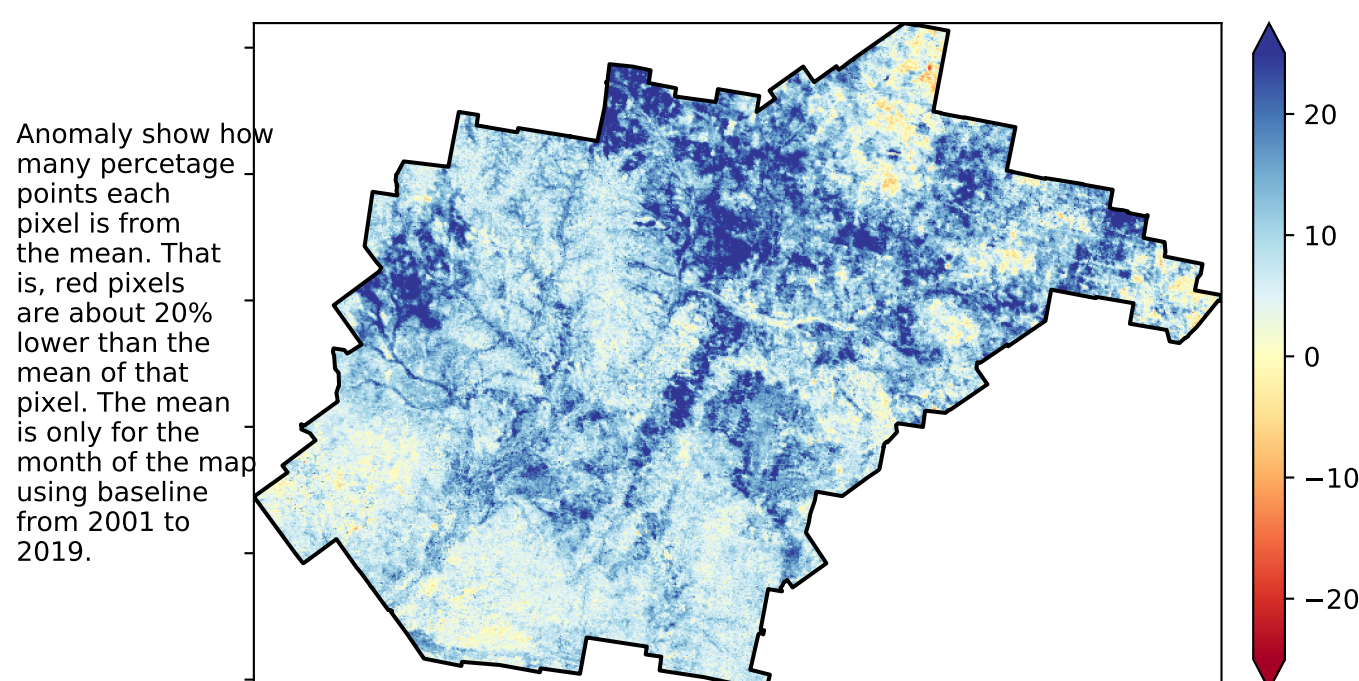 Anomaly show how
many percetage
points each
pixel is from
the mean. That
is, red pixels
are about 20%
lower than the
mean of that
pixel. The mean
is only for the
month of the map
using baseline
from 2001 to
2019.
20
10
0
−10
−20